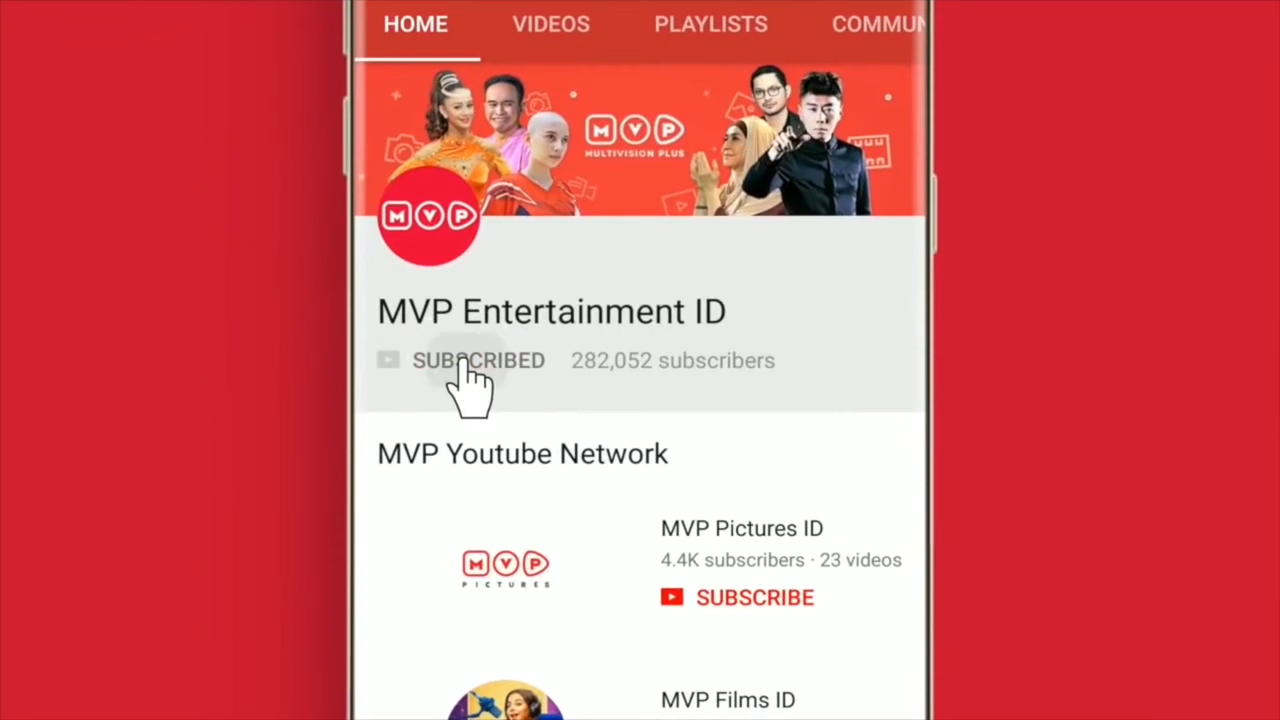 HOME VIDEOS PLAYLISTS COMMUN
MVP
MULTIVISION PLUS
MVP
MVP Entertainment ID
SUBSCRIBED 282,052 subscribers
MVP Youtube Network
MVP Pictures ID
4.4K subscribers · 23 videos
MVP
PICTURES
SUBSCRIBE
MVP Films ID